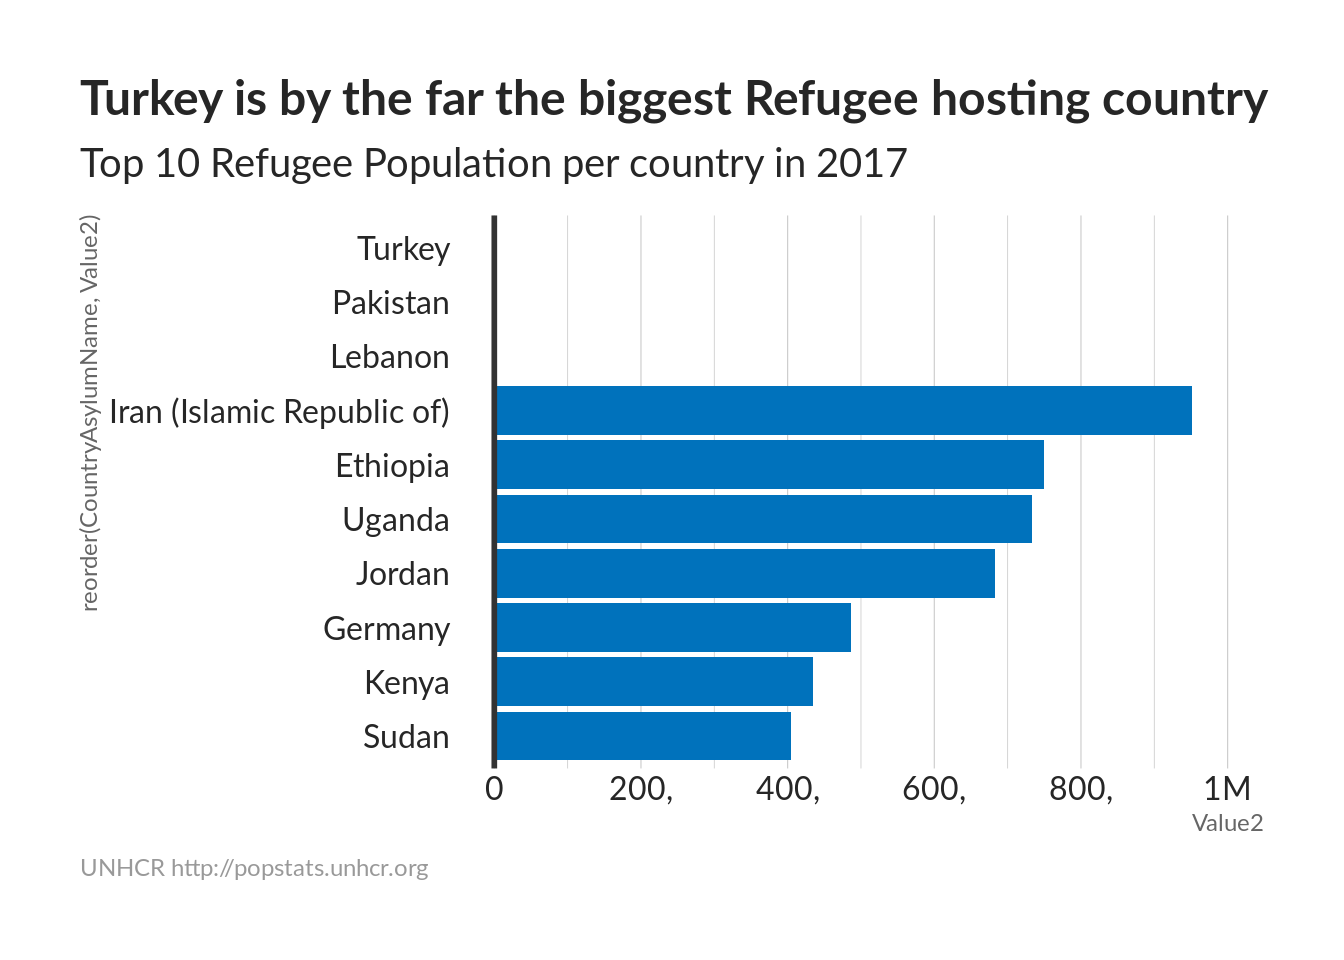 Turkey is by the far the biggest Refugee hosting country
Top 10 Refugee Population per country in 2017
reorder(CountryAsylumName, Value2)
Turkey
Pakistan
Lebanon
Iran (Islamic Republic of)
Ethiopia
Uganda
Jordan
Germany
Kenya
Sudan
0 200, 400, 600, 800, 1M
Value2
UNHCR http://popstats.unhcr.org